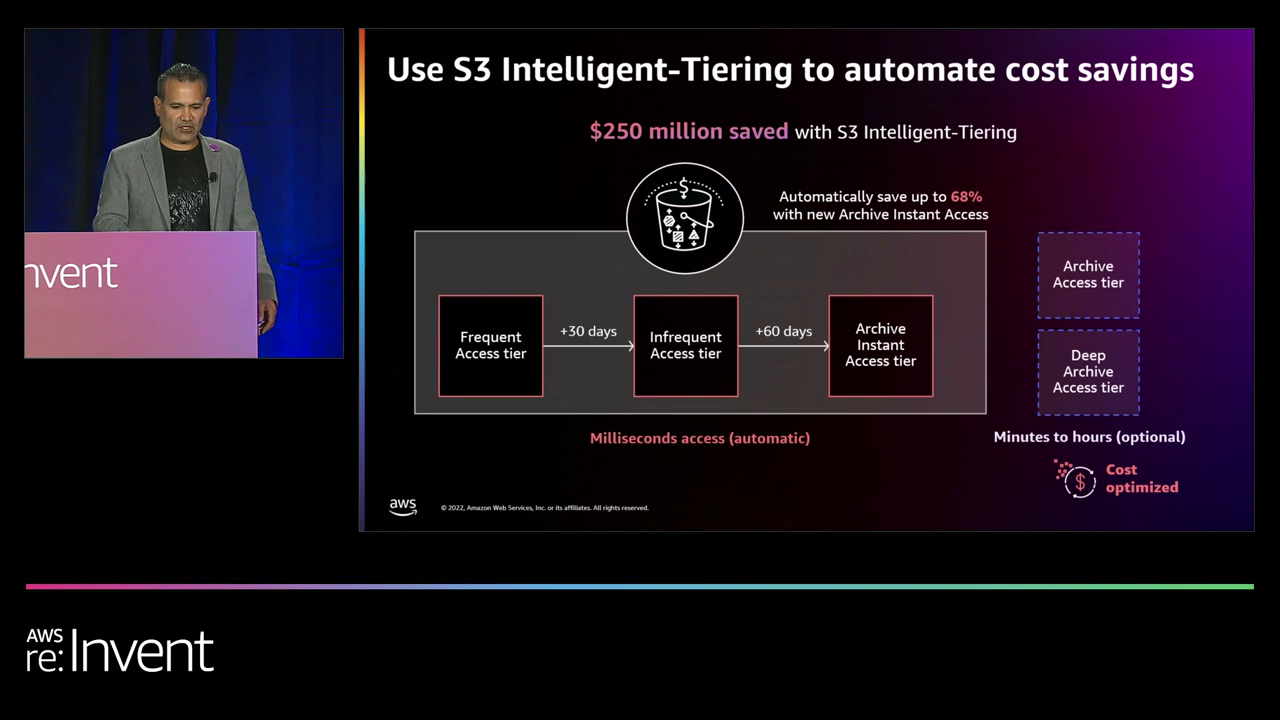 nvent
Use S3 Intelligent-Tiering to automate cost savings
$250 million saved with S3 Intelligent-Tiering
Automatically save up to 68%
with new Archive Instant Access
Frequent
Access tier
+30 days
Infrequent
Access tier
+60 days
Archive
Instant
Access tier
Archive
Access tier
Deep
Archive
Access tier
Milliseconds access (automatic)
Minutes to hours (optional)
$
Cost
optimized
aws
© 2022, Amazon Web Services, Inc. or its affiliates. All rights reserved.
AWS
re:Invent